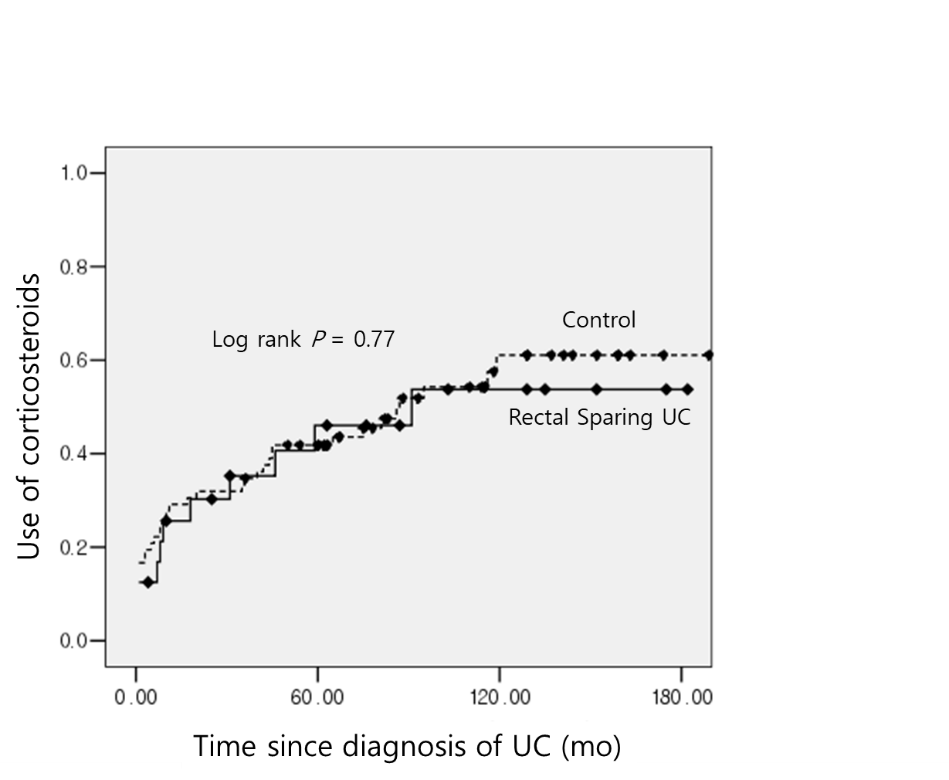 1.0
0.8
0.6
0.4
0.2
0.0
Use of corticosteroids
Log rank P = 0.77
Control
Rectal Sparing UC
0.00 60.00 120.00 180.00
Time since diagnosis of UC (mo)